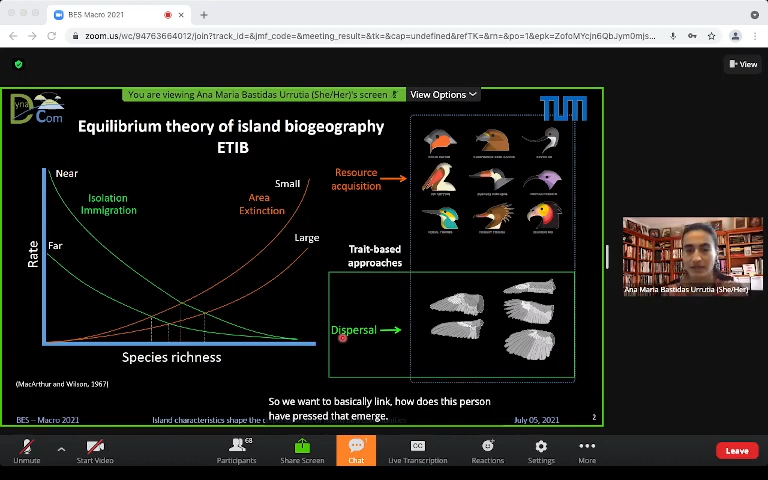 BES Macro 2021
zoom.us/wc/94763664012/join?track_id=&jmf_code=&meeting_result=&tk=&cap=undefined&refTK=&rn=&po=1&epk=ZofoMYcjn6QbJym0mjs...
View
You are viewing Ana Maria Bastidas Urrutia (She/Her)'s screen
View Options
Dyna
Com
TUM
Equilibrium theory of island biogeography
ETIB
Near
Isolation
Immigration
Far
Small
Area
Extinction
Large
Rate
Species richness
Resource
acquisition
Trait-based
approaches
Dispersal
(MacArthur and Wilson, 1967)
Ana Maria Bastidas Urrutia (She/Her)
So we want to basically link, how does this person
have pressed that emerge.
BES – Macro 2021
Island characteristics shape the
July 05, 2021
2
Unmute
Start Video
68
Participants
Share Screen
1
Chat
CC
Live Transcription
Reactions
Settings
More
Leave